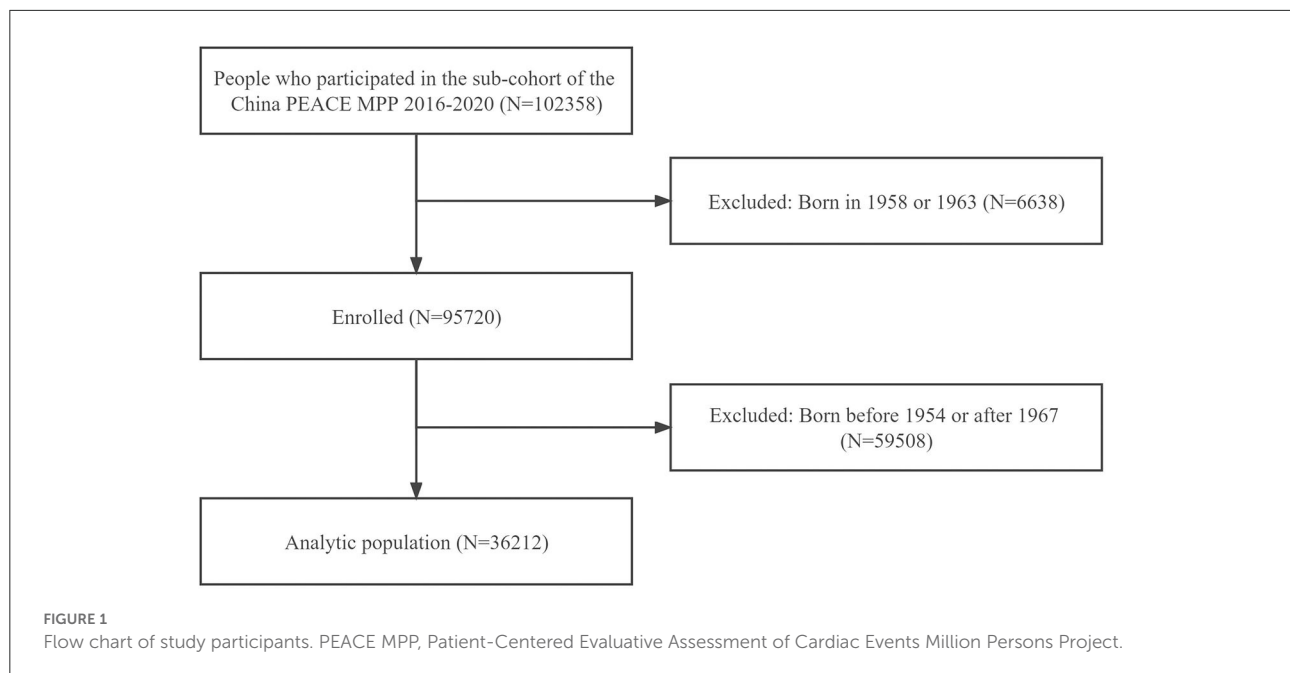 People who participated in the sub-cohort of the
China PEACE MPP 2016-2020 (N=102358)
Excluded: Born in 1958 or 1963 (N=6638)
Enrolled (N=95720)
Excluded: Born before 1954 or after 1967
(N=59508)
Analytic population (N=36212)
FIGURE 1
Flow chart of study participants. PEACE MPP, Patient-Centered Evaluative Assessment of Cardiac Events Million Persons Project.